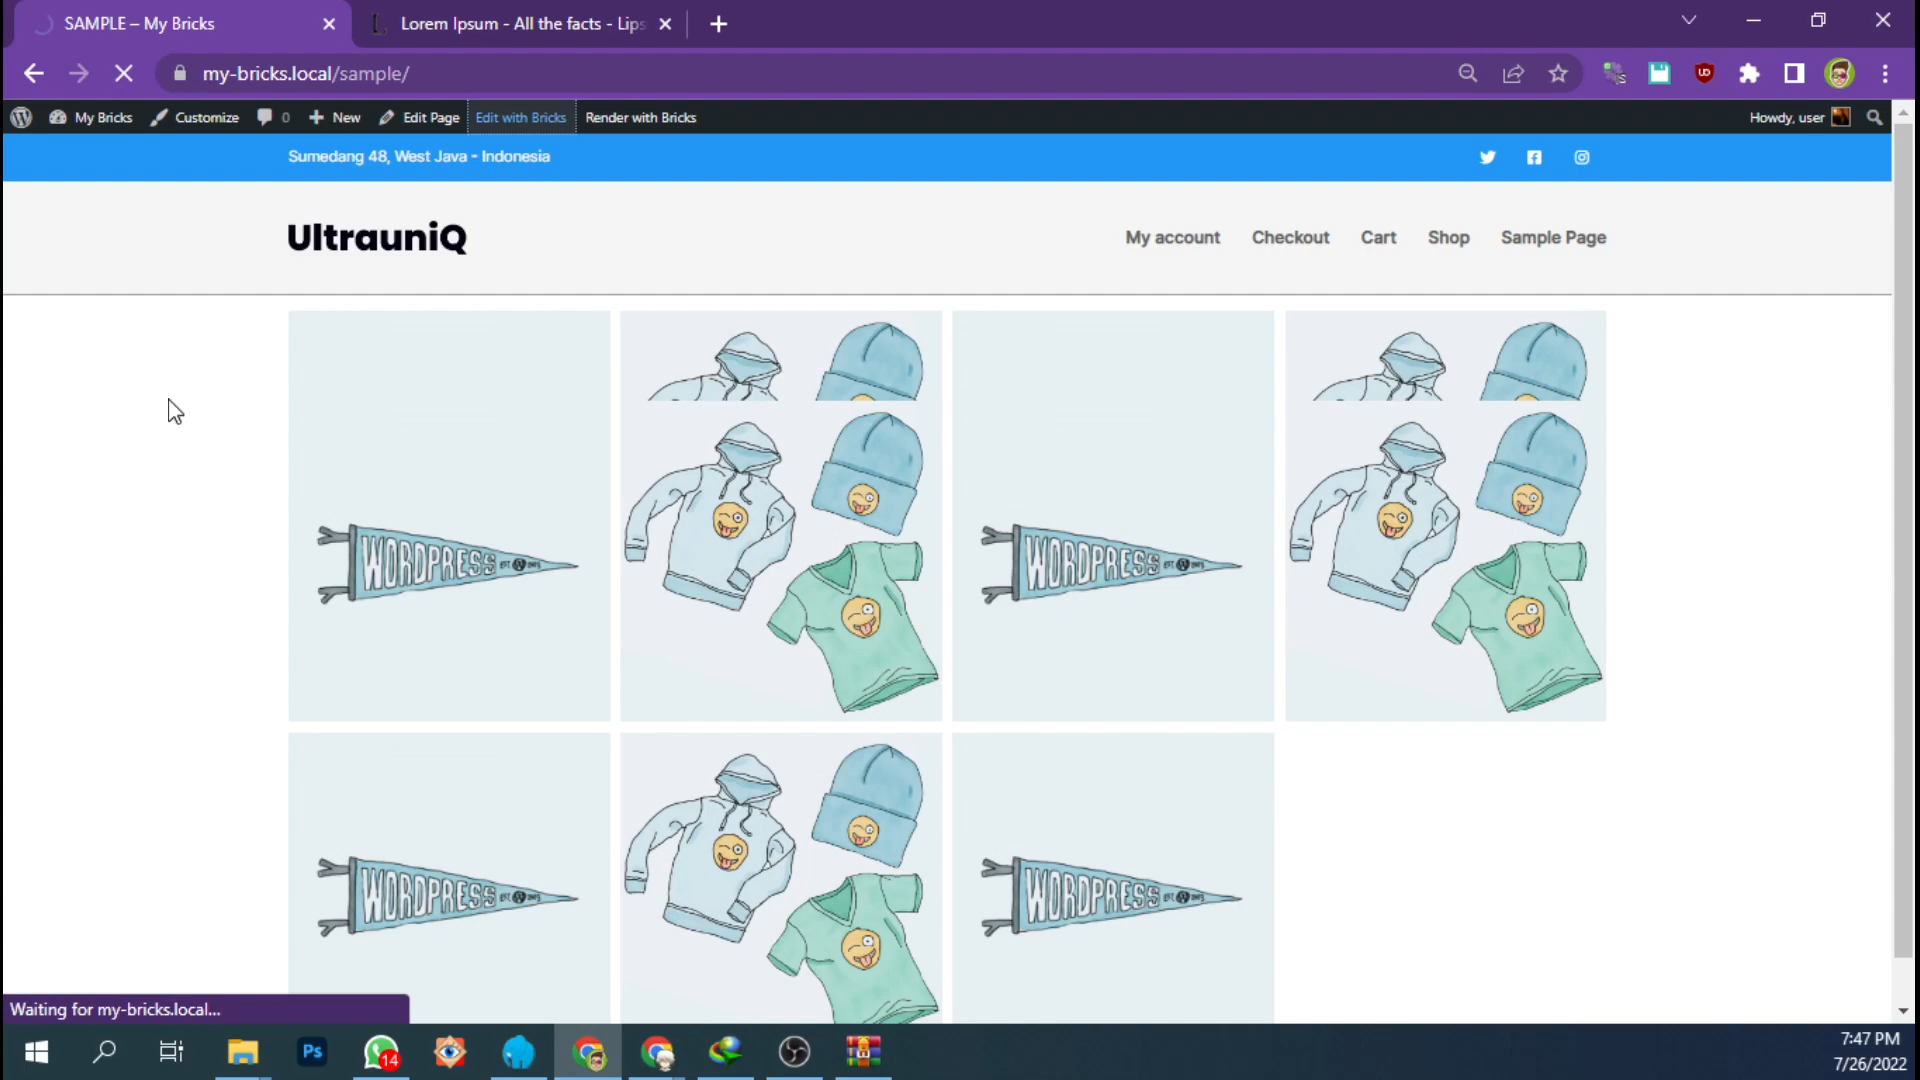 SAMPLE – My Bricks
Lorem Ipsum - All the facts - Lips
my-bricks.local/sample/
My Bricks
Customize
0
New
Edit Page
Edit with Bricks
Render with Bricks
Howdy, user
Sumedang 48, West Java - Indonesia
UltrauniQ
My account
Checkout
Cart
Shop
Sample Page
WORDPRESS
WORDPRESS
WORDPRESS
WORDPRESS
Waiting for my-bricks.local...
Ps
14
7:47 PM
7/26/2022